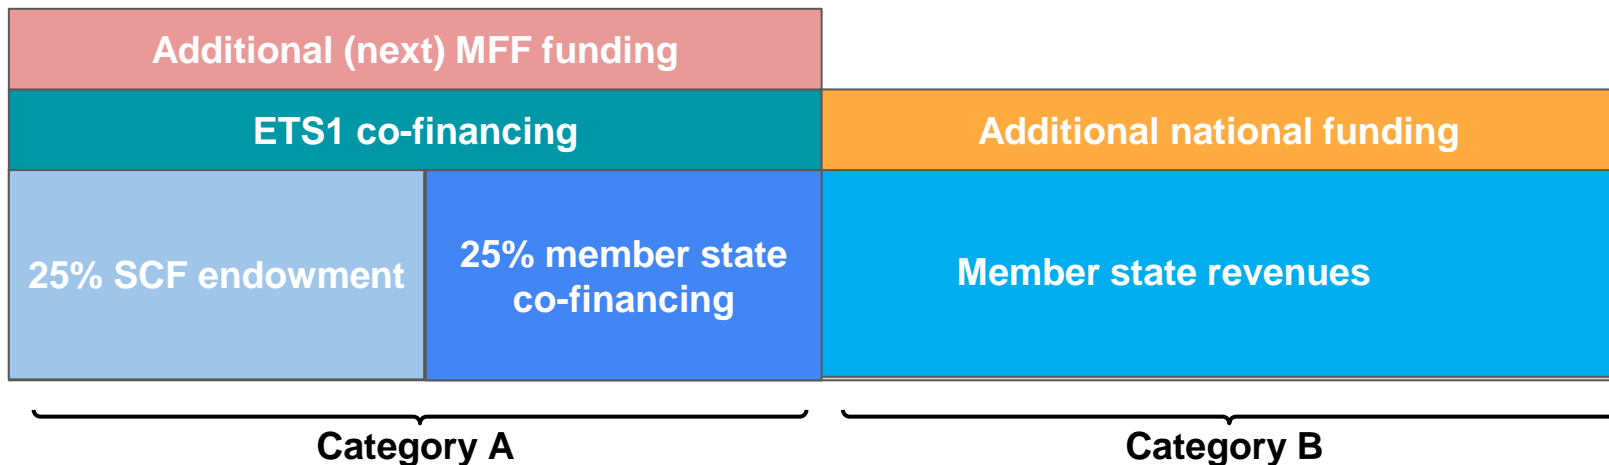 Additional (next) MFF funding
ETS1 co-financing
Additional national funding
25% SCF endowment
25% member state
co-financing
Member state revenues
Category A
Category B